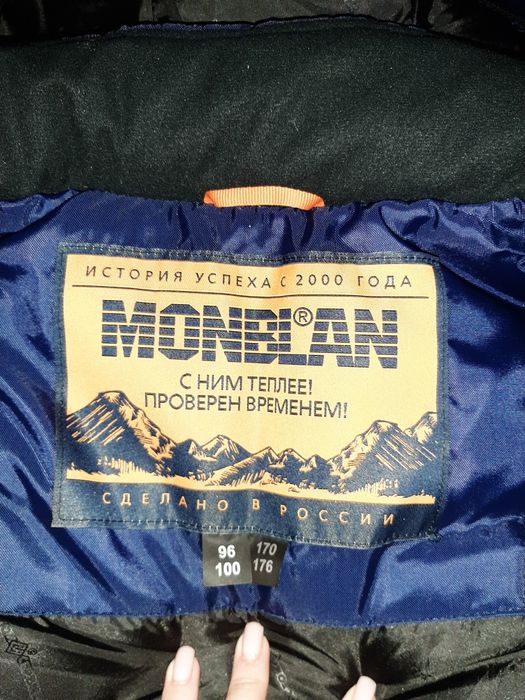 ИСТОРИЯ УСПЕХА С 2000 ГОДА
MONBLAN®
С НИМ ТЕПЛЕЕ!
ПРОВЕРЕН ВРЕМЕНЕМ!
СДЕЛАНО В РОССИИ
96 170
100 176